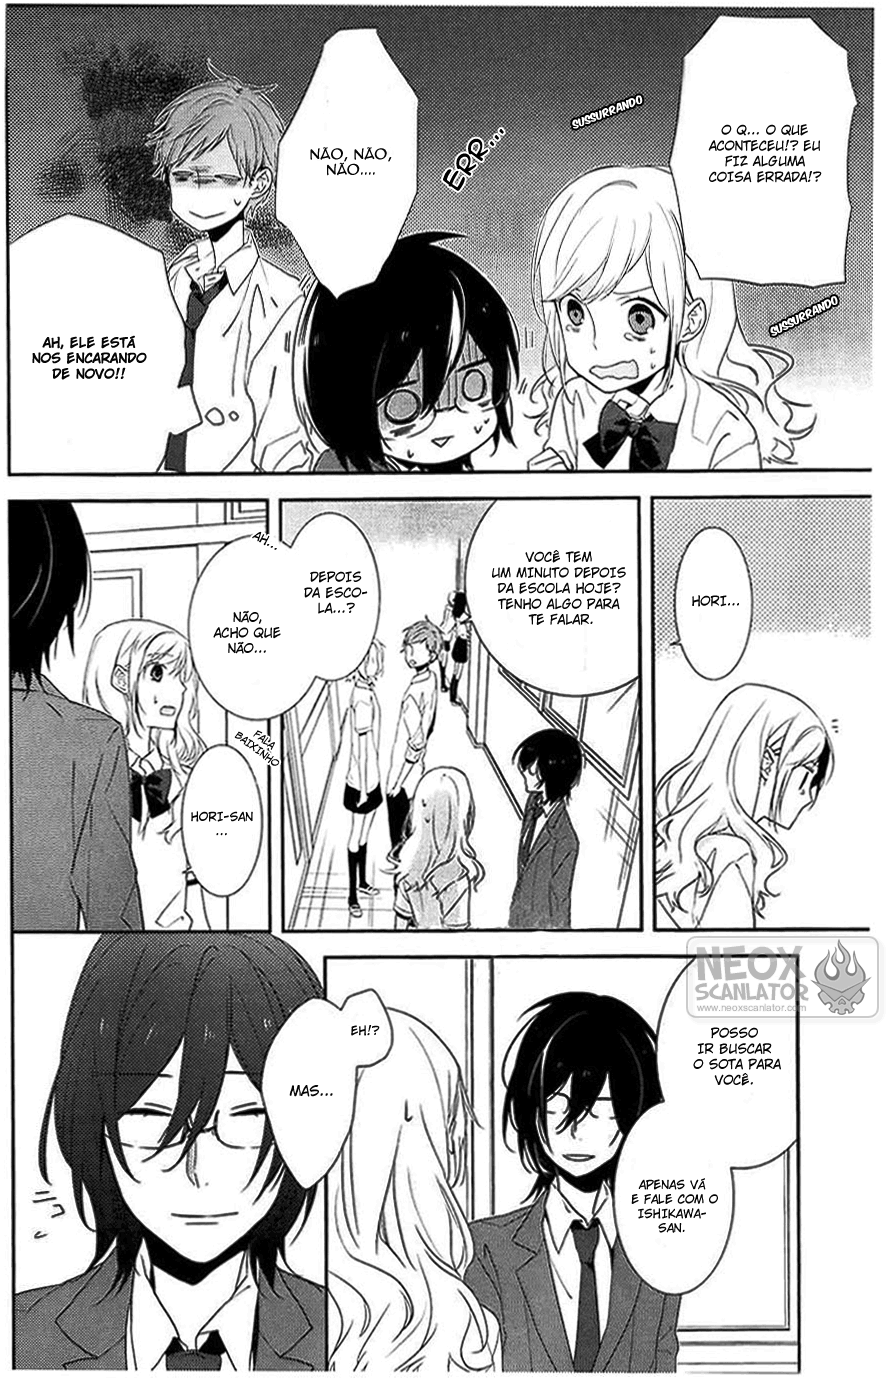 O Q... O QUE
ACONTECEU!? EU
FIZ ALGUMA
COISA ERRADA!?
SUSSURRANDO
SUSSURRANDO
ERR...
NÃO, NÃO,
NÃO....
AH, ELE ESTÁ
NOS ENCARANDO
DE NOVO!!
HORI...
VOCÊ TEM
UM MINUTO DEPOIS
DA ESCOLA HOJE?
TENHO ALGO PARA
TE FALAR.
DEPOIS
DA ESCO-
LA...?
AH...
NÃO,
ACHO QUE
NÃO...
FALA
BAIXINHO
HORI-SAN
...
NEOX
SCANLATOR
www.neoxscanlator.com
POSSO
IR BUSCAR
O SOTA PARA
VOCÊ.
APENAS VÁ
E FALE COM O
ISHIKAWA-
SAN.
EH!?
MAS...